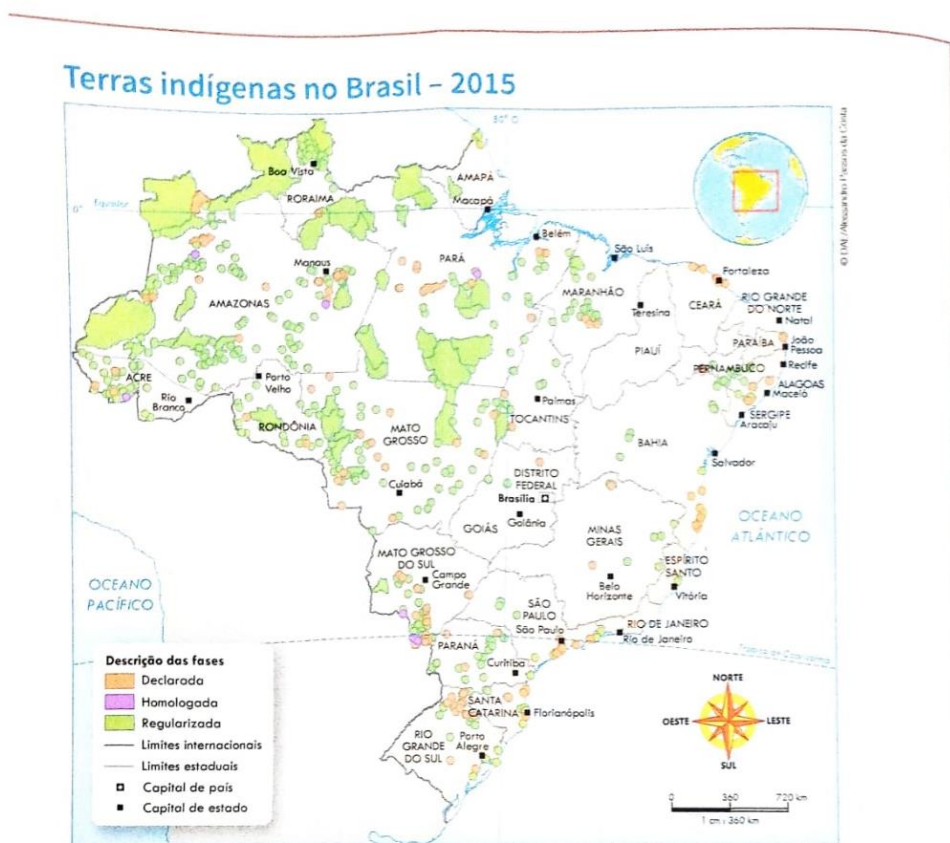 Terras indígenas no Brasil – 2015
50° O
© DAE/Alessandro Passos da Costa
Boa Vista
AMAPÁ
RORAIMA
0°
Equador
Macapá
Belém
São Luís
Manaus
PARÁ
Fortaleza
AMAZONAS
MARANHÃO
CEARÁ
RIO GRANDE
DO NORTE
Teresina
Natal
PARAÍBA
João
Pessoa
PIAUÍ
PERNAMBUCO
Recife
ACRE
Porto
Velho
Rio
Branco
Palmas
ALAGOAS
Maceió
TOCANTINS
SERGIPE
Aracaju
RONDÔNIA
MATO
GROSSO
BAHIA
Salvador
DISTRITO
FEDERAL
Cuiabá
Brasília
GOIÁS
Goiânia
MINAS
GERAIS
OCEANO
ATLÂNTICO
MATO GROSSO
DO SUL
Campo
Grande
ESPÍRITO
SANTO
Belo
Horizonte
Vitória
OCEANO
PACÍFICO
SÃO
PAULO
São Paulo
RIO DE JANEIRO
Rio de Janeiro
PARANÁ
Trópico de Capricórnio
Curitiba
SANTA
CATARINA
Florianópolis
RIO
GRANDE
DO SUL
Porto
Alegre
Descrição das fases
Declarada
Homologada
Regularizada
Limites internacionais
Limites estaduais
Capital de país
Capital de estado
NORTE
OESTE
LESTE
SUL
0 360 720 km
1 cm : 360 km